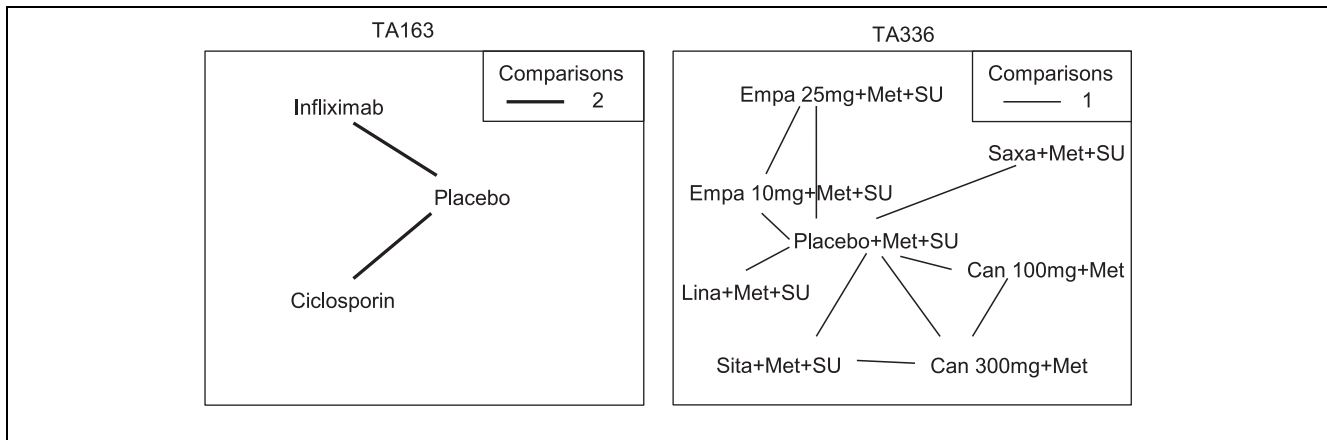 TA163
Comparisons
2
Infliximab
Placebo
Ciclosporin
TA336
Comparisons
1
Empa 25mg+Met+SU
Saxa+Met+SU
Empa 10mg+Met+SU
Placebo+Met+SU
Can 100mg+Met
Lina+Met+SU
Sita+Met+SU
Can 300mg+Met